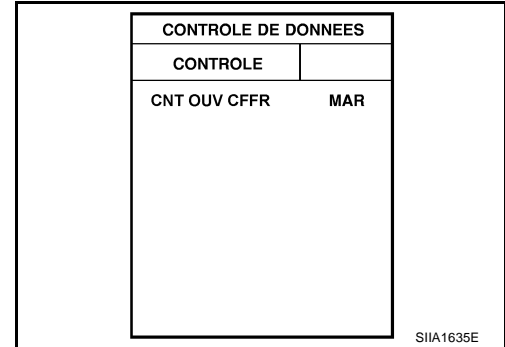 CONTROLE DE DONNEES
CONTROLE
CNT OUV CFFR MAR
SIIA1635E